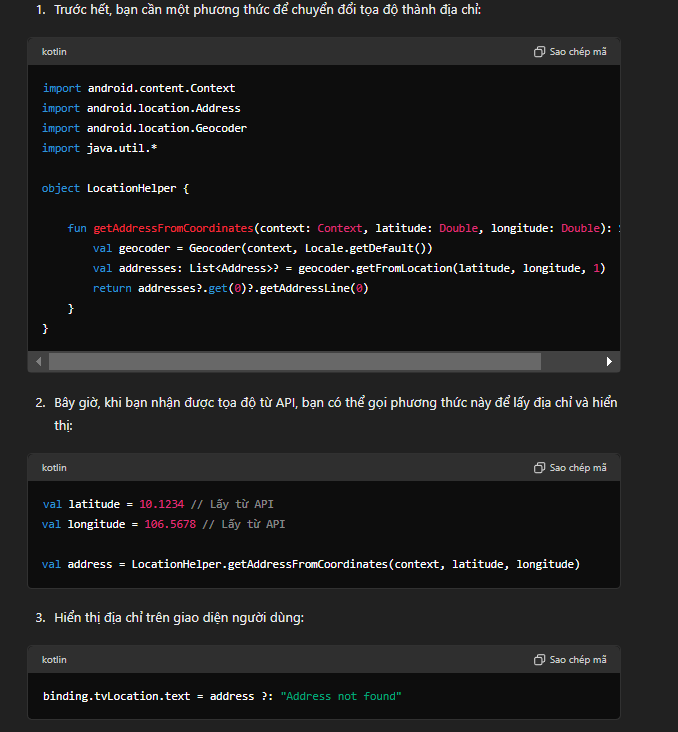 1. Trước hết, bạn cần một phương thức để chuyển đổi tọa độ thành địa chỉ:
kotlin
Sao chép mã
import android.content.Context
import android.location.Address
import android.location.Geocoder
import java.util.*
object LocationHelper {
fun getAddressFromCoordinates(context: Context, latitude: Double, longitude: Double):
val geocoder = Geocoder(context, Locale.getDefault())
val addresses: List<Address>? = geocoder.getFromLocation(latitude, longitude, 1)
return addresses?.get(0)?.getAddressLine(0)
}
}
2. Bây giờ, khi bạn nhận được tọa độ từ API, bạn có thể gọi phương thức này để lấy địa chỉ và hiển
thị:
kotlin
Sao chép mã
val latitude = 10.1234 // Lấy từ API
val longitude = 106.5678 // Lấy từ API
val address = LocationHelper.getAddressFromCoordinates(context, latitude, longitude)
3. Hiển thị địa chỉ trên giao diện người dùng:
kotlin
Sao chép mã
binding.tvLocation.text = address ?: "Address not found"